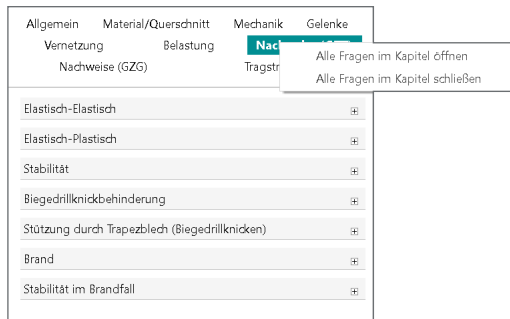 Allgemein Material/Querschnitt Mechanik Gelenke
Vernetzung Belastung
Alle Fragen im Kapitel öffnen
Nachweise (GZG)
Alle Fragen im Kapitel schließen
Elastisch-Elastisch
Elastisch-Plastisch
Stabilität
Biegedrillknickbehinderung
Stützung durch Trapezblech (Biegedrillknicken)
Brand
Stabilität im Brandfall